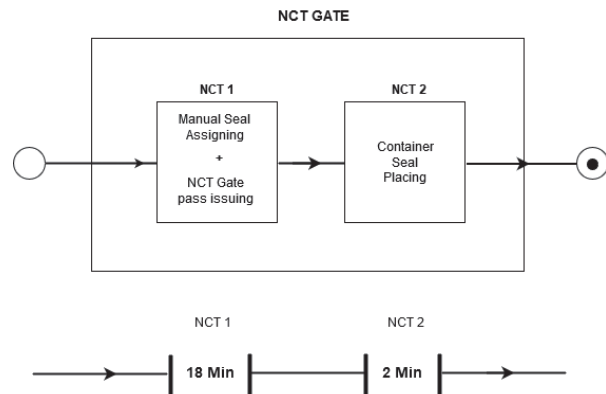 NCT GATE
NCT 1
Manual Seal
Assigning
+
NCT Gate
pass issuing
NCT 2
Container
Seal
Placing
NCT 1
NCT 2
18 Min
2 Min